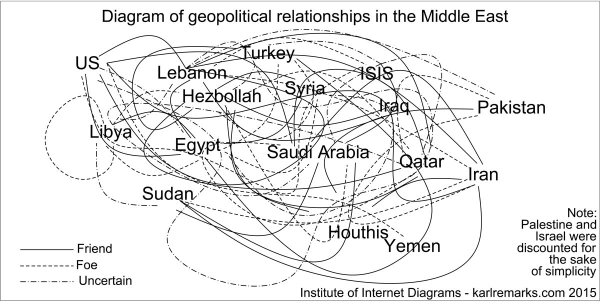 Diagram of geopolitical relationships in the Middle East
US
Turkey
Lebanon
ISIS
Hezbollah
Syria
Iraq
Pakistan
Libya
Egypt
Saudi Arabia
Qatar
Iran
Sudan
Houthis
Yemen
Note:
Palestine and
Israel were
discounted for
the sake
of simplicity
Friend
Foe
Uncertain
Institute of Internet Diagrams - karlremarks.com 2015